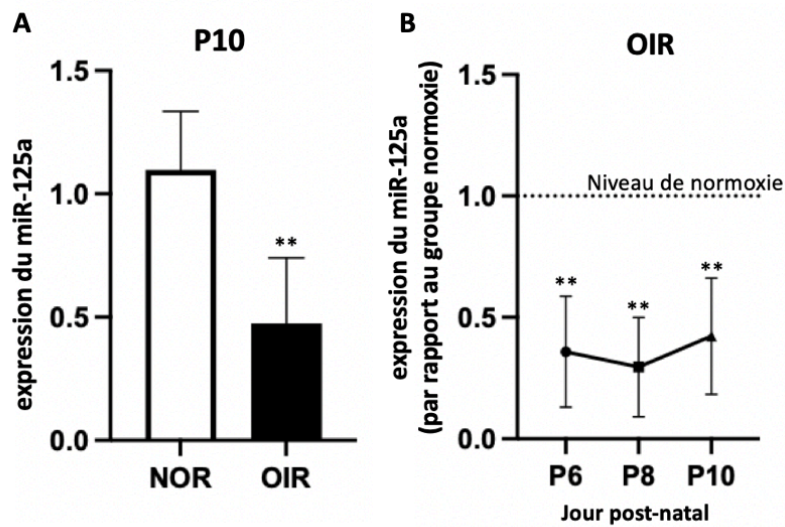 A
P10
expression du miR-125a
1.5
1.0
0.5
0.0
**
NOR
OIR
B
OIR
expression du miR-125a
(par rapport au groupe normoxie)
1.5
1.0
0.5
0.0
Niveau de normoxie
**
**
**
P6
P8
P10
Jour post-natal